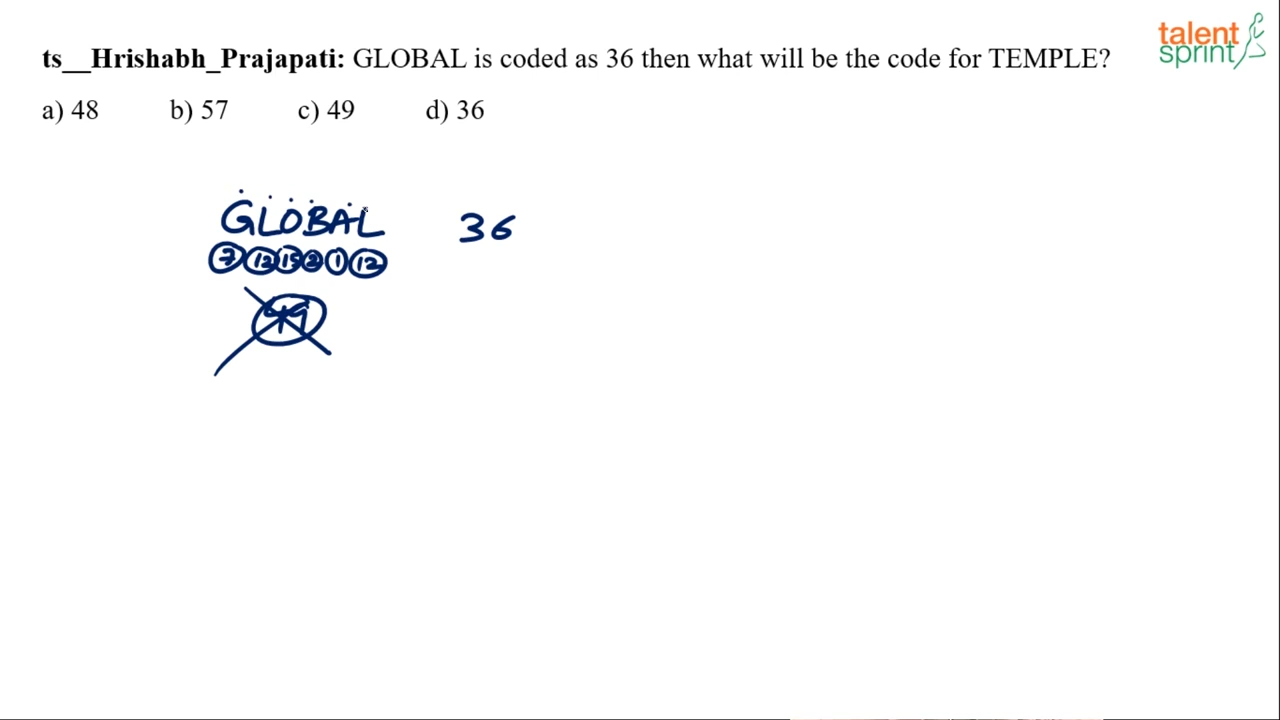 talent
sprint
ts__Hrishabh_Prajapati: GLOBAL is coded as 36 then what will be the code for TEMPLE?
a) 48 b) 57 c) 49 d) 36
GLOBAL 36
7 12 15 2 1 12
49